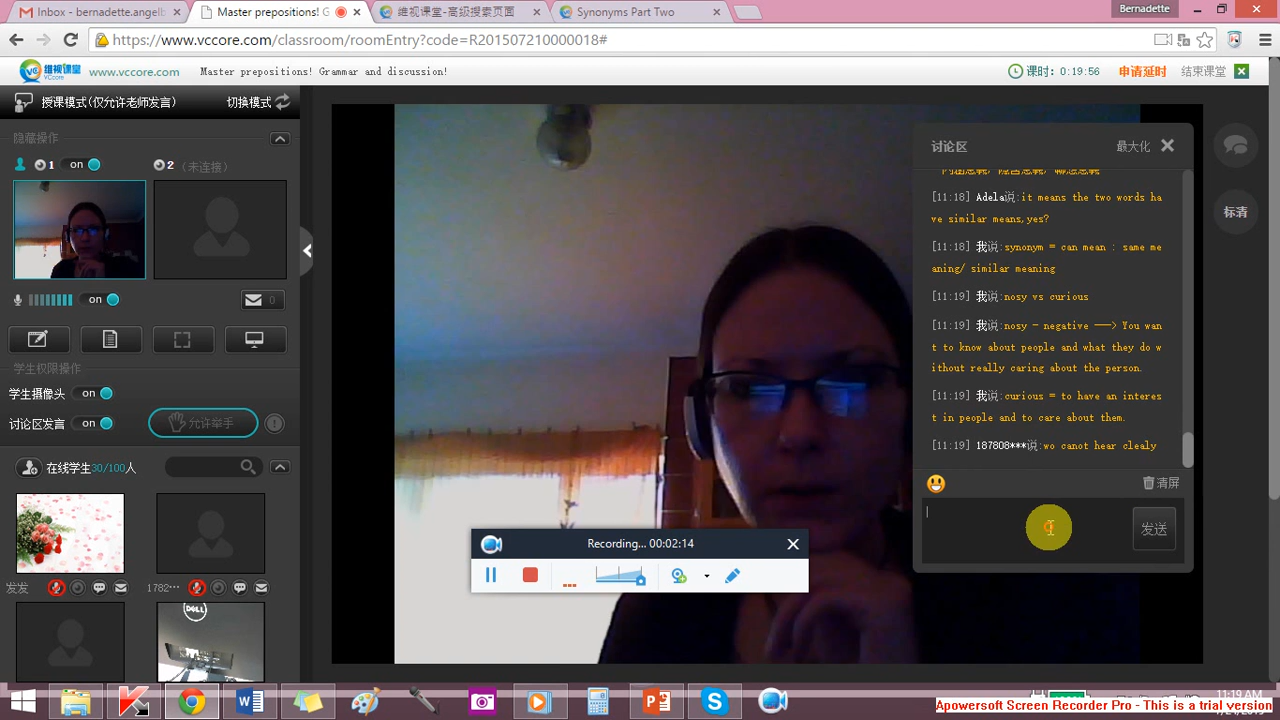 Inbox - bernadette.angelb
Master prepositions! G
维视课堂-高级搜索页面
Synonyms Part Two
Bernadette
https://www.vccore.com/classroom/roomEntry?code=R201507210000018#
维视课堂
VCcore
www.vccore.com
Master prepositions! Grammar and discussion!
课时: 0:19:56
申请延时
结束课堂
授课模式(仅允许老师发言)
切换模式
隐藏操作
1 on
2 (未连接)
on
0
学生权限操作
学生摄像头 on
讨论区发言 on
允许举手
在线学生30/100人
发发
1782···
DELL
讨论区
最大化
[11:18] Adela说:it means the two words ha
ve similar means,yes?
[11:18] 我说:synonym = can mean : same me
aning/ similar meaning
[11:19] 我说:nosy vs curious
[11:19] 我说:nosy - negative ---> You wan
t to know about people and what they do w
ithout really caring about the person.
[11:19] 我说:curious = to have an interes
t in people and to care about them.
[11:19] 187808***说:wo canot hear clealy
清屏
发送
标清
Recording... 00:02:14
11:19 AM
Apowersoft Screen Recorder Pro - This is a trial version